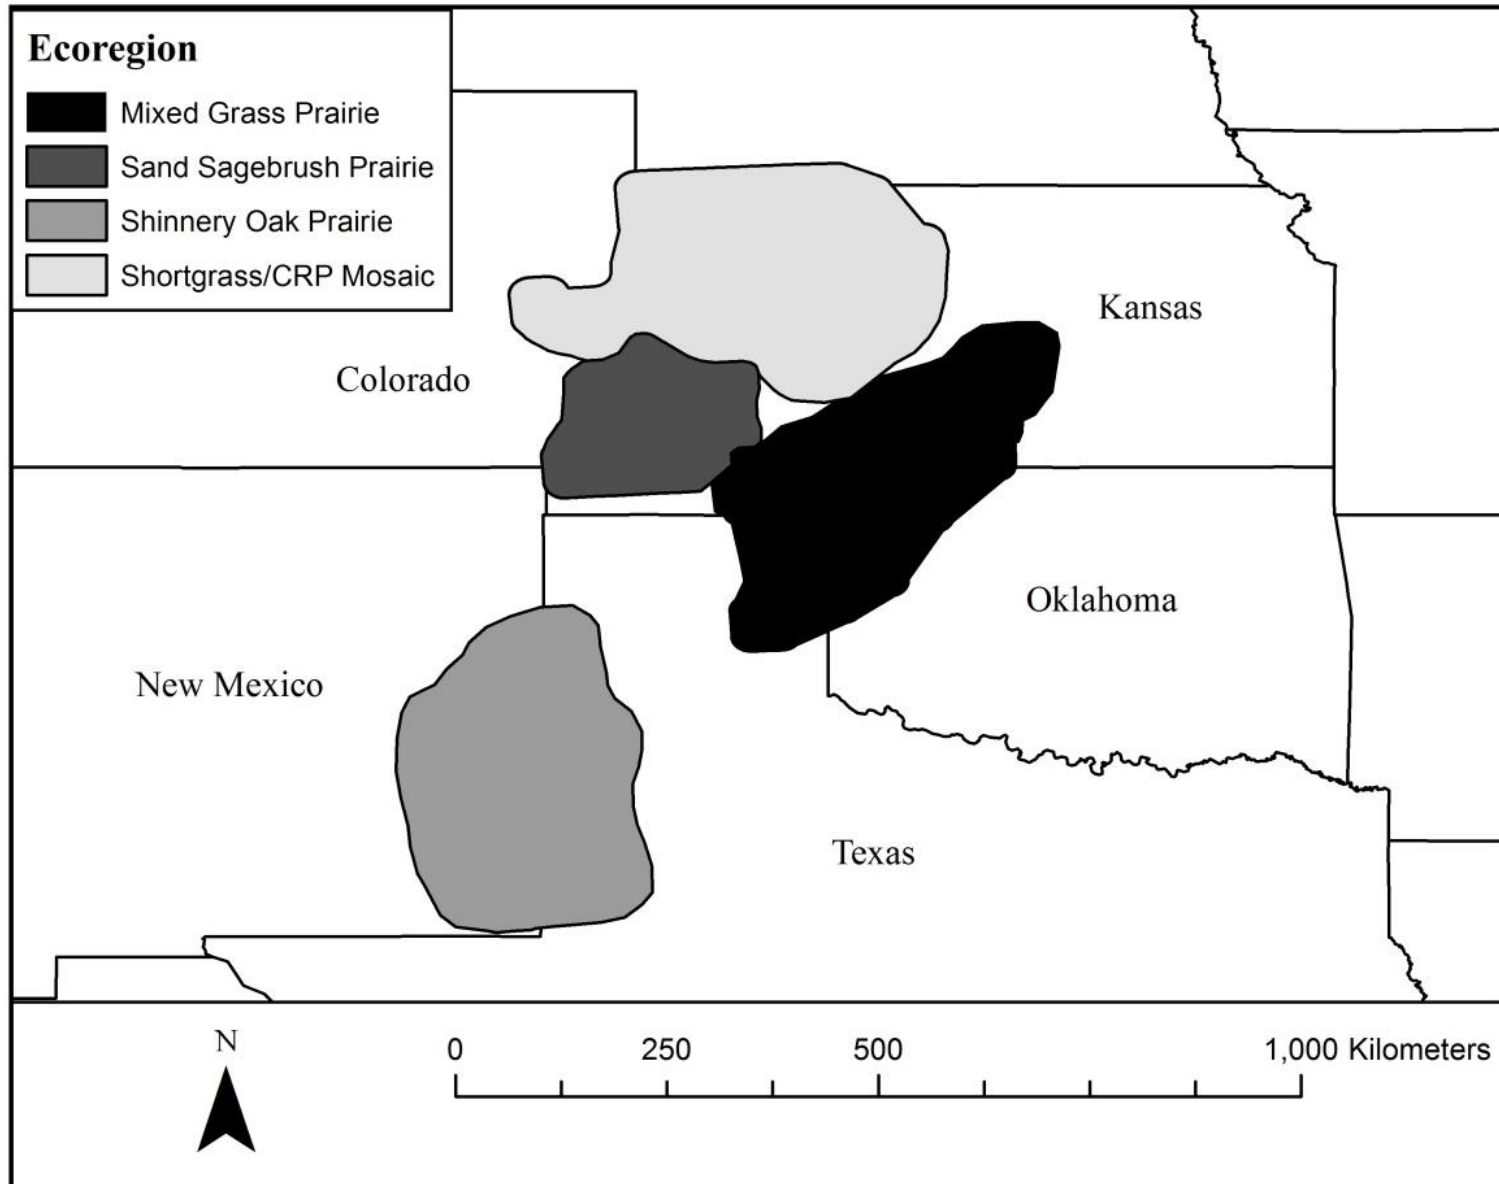 Ecoregion
Mixed Grass Prairie
Sand Sagebrush Prairie
Shinnery Oak Prairie
Shortgrass/CRP Mosaic
Kansas
Colorado
Oklahoma
New Mexico
Texas
N
0 250 500 1,000 Kilometers